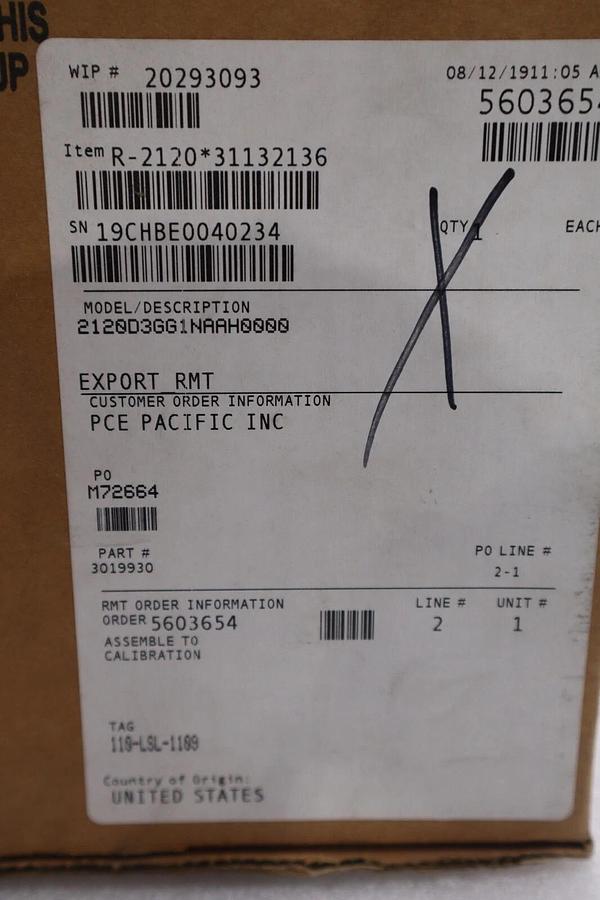 HIS
UP
WIP # 20293093
08/12/1911:05 A
5603654
Item R-2120*31132136
SN 19CHBE0040234
QTY 1
EACH
MODEL/DESCRIPTION
2120D3GG1NAAH0000
EXPORT RMT
CUSTOMER ORDER INFORMATION
PCE PACIFIC INC
PO
M72664
PART #
3019930
PO LINE #
2-1
RMT ORDER INFORMATION
LINE #
UNIT #
ORDER 5603654
2
1
ASSEMBLE TO
CALIBRATION
TAG
110-LSL-1109
Country of Origin:
UNITED STATES